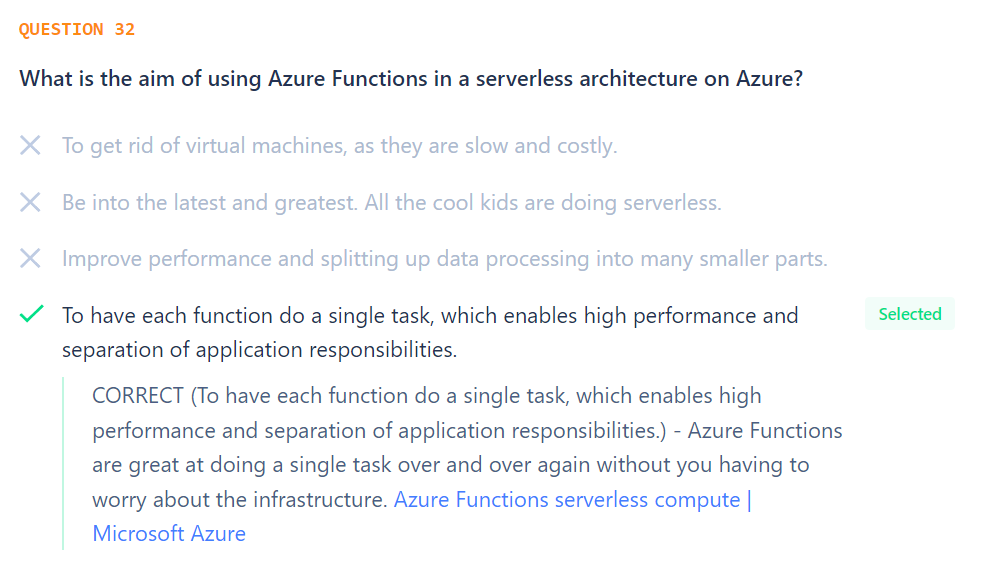 QUESTION 32
What is the aim of using Azure Functions in a serverless architecture on Azure?
To get rid of virtual machines, as they are slow and costly.
Be into the latest and greatest. All the cool kids are doing serverless.
Improve performance and splitting up data processing into many smaller parts.
To have each function do a single task, which enables high performance and
Selected
separation of application responsibilities.
CORRECT (To have each function do a single task, which enables high
performance and separation of application responsibilities.) - Azure Functions
are great at doing a single task over and over again without you having to
worry about the infrastructure. Azure Functions serverless compute |
Microsoft Azure